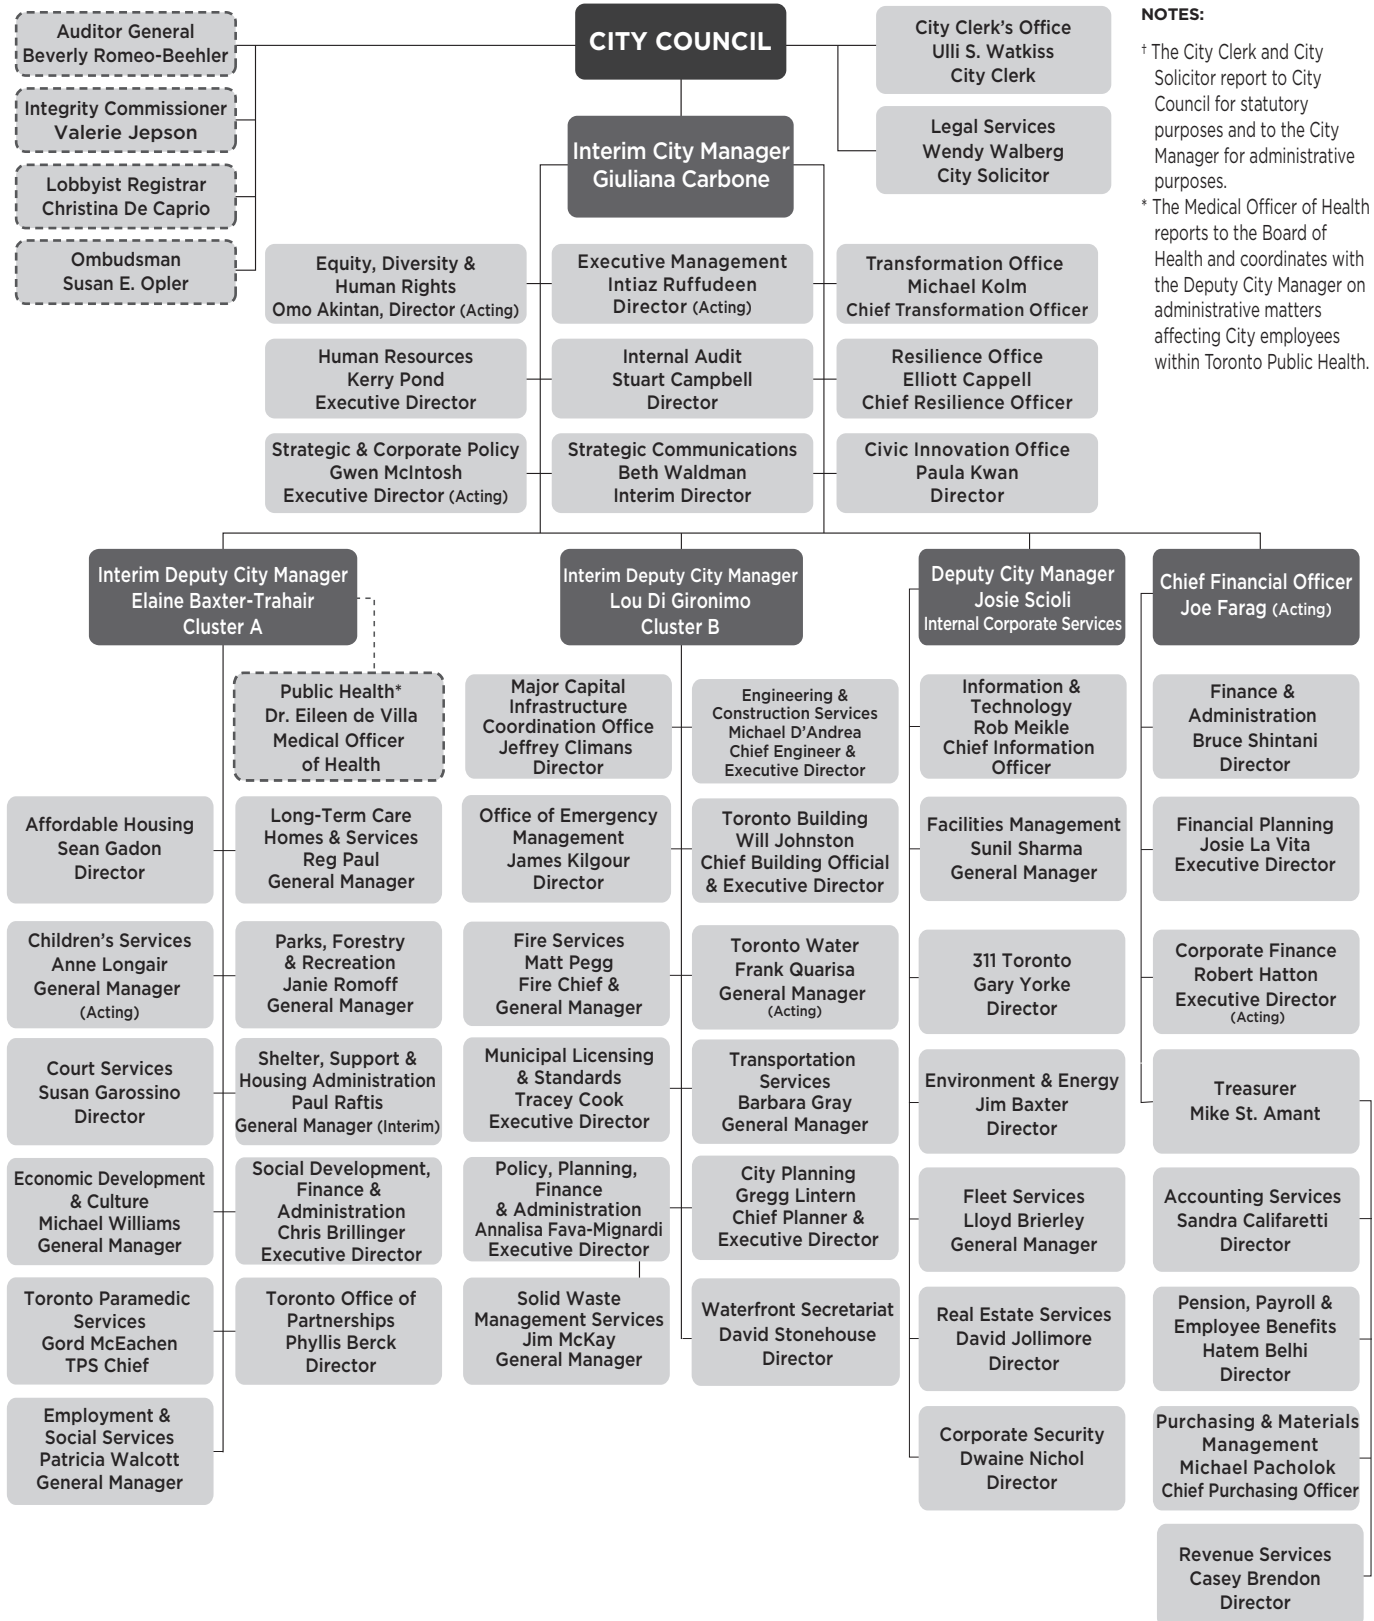 Auditor General
Beverly Romeo-Beehler
Integrity Commissioner
Valerie Jepson
Lobbyist Registrar
Christina De Caprio
Ombudsman
Susan E. Opler
CITY COUNCIL
City Clerk's Office
Ulli S. Watkiss
City Clerk
Legal Services
Wendy Walberg
City Solicitor
NOTES:
† The City Clerk and City
Solicitor report to City
Council for statutory
purposes and to the City
Manager for administrative
purposes.
* The Medical Officer of Health
reports to the Board of
Health and coordinates with
the Deputy City Manager on
administrative matters
affecting City employees
within Toronto Public Health.
Interim City Manager
Giuliana Carbone
Equity, Diversity &
Human Rights
Omo Akintan, Director (Acting)
Executive Management
Intiaz Ruffudeen
Director (Acting)
Transformation Office
Michael Kolm
Chief Transformation Officer
Human Resources
Kerry Pond
Executive Director
Internal Audit
Stuart Campbell
Director
Resilience Office
Elliott Cappell
Chief Resilience Officer
Strategic & Corporate Policy
Gwen McIntosh
Executive Director (Acting)
Strategic Communications
Beth Waldman
Interim Director
Civic Innovation Office
Paula Kwan
Director
Interim Deputy City Manager
Elaine Baxter-Trahair
Cluster A
Interim Deputy City Manager
Lou Di Gironimo
Cluster B
Deputy City Manager
Josie Scioli
Internal Corporate Services
Chief Financial Officer
Joe Farag (Acting)
Public Health*
Dr. Eileen de Villa
Medical Officer
of Health
Affordable Housing
Sean Gadon
Director
Long-Term Care
Homes & Services
Reg Paul
General Manager
Children's Services
Anne Longair
General Manager
(Acting)
Parks, Forestry
& Recreation
Janie Romoff
General Manager
Court Services
Susan Garossino
Director
Shelter, Support &
Housing Administration
Paul Raftis
General Manager (Interim)
Economic Development
& Culture
Michael Williams
General Manager
Social Development,
Finance &
Administration
Chris Brillinger
Executive Director
Toronto Paramedic
Services
Gord McEachen
TPS Chief
Toronto Office of
Partnerships
Phyllis Berck
Director
Employment &
Social Services
Patricia Walcott
General Manager
Major Capital
Infrastructure
Coordination Office
Jeffrey Climans
Director
Engineering &
Construction Services
Michael D'Andrea
Chief Engineer &
Executive Director
Office of Emergency
Management
James Kilgour
Director
Toronto Building
Will Johnston
Chief Building Official
& Executive Director
Fire Services
Matt Pegg
Fire Chief &
General Manager
Toronto Water
Frank Quarisa
General Manager
(Acting)
Municipal Licensing
& Standards
Tracey Cook
Executive Director
Transportation
Services
Barbara Gray
General Manager
Policy, Planning,
Finance
& Administration
Annalisa Fava-Mignardi
Executive Director
City Planning
Gregg Lintern
Chief Planner &
Executive Director
Solid Waste
Management Services
Jim McKay
General Manager
Waterfront Secretariat
David Stonehouse
Director
Information &
Technology
Rob Meikle
Chief Information
Officer
Facilities Management
Sunil Sharma
General Manager
311 Toronto
Gary Yorke
Director
Environment & Energy
Jim Baxter
Director
Fleet Services
Lloyd Brierley
General Manager
Real Estate Services
David Jollimore
Director
Corporate Security
Dwaine Nichol
Director
Finance &
Administration
Bruce Shintani
Director
Financial Planning
Josie La Vita
Executive Director
Corporate Finance
Robert Hatton
Executive Director
(Acting)
Treasurer
Mike St. Amant
Accounting Services
Sandra Califaretti
Director
Pension, Payroll &
Employee Benefits
Hatem Belhi
Director
Purchasing & Materials
Management
Michael Pacholok
Chief Purchasing Officer
Revenue Services
Casey Brendon
Director